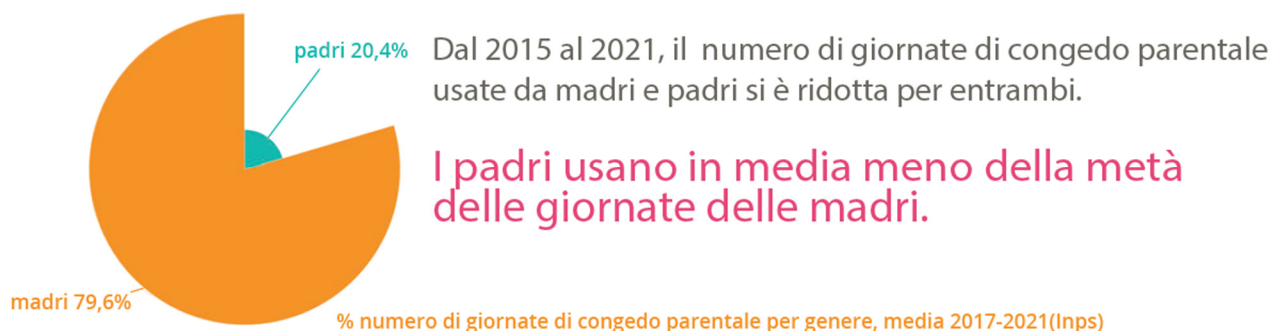 padri 20,4%
Dal 2015 al 2021, il numero di giornate di congedo parentale
usate da madri e padri si è ridotta per entrambi.
I padri usano in media meno della metà
delle giornate delle madri.
madri 79,6%
% numero di giornate di congedo parentale per genere, media 2017-2021(Inps)